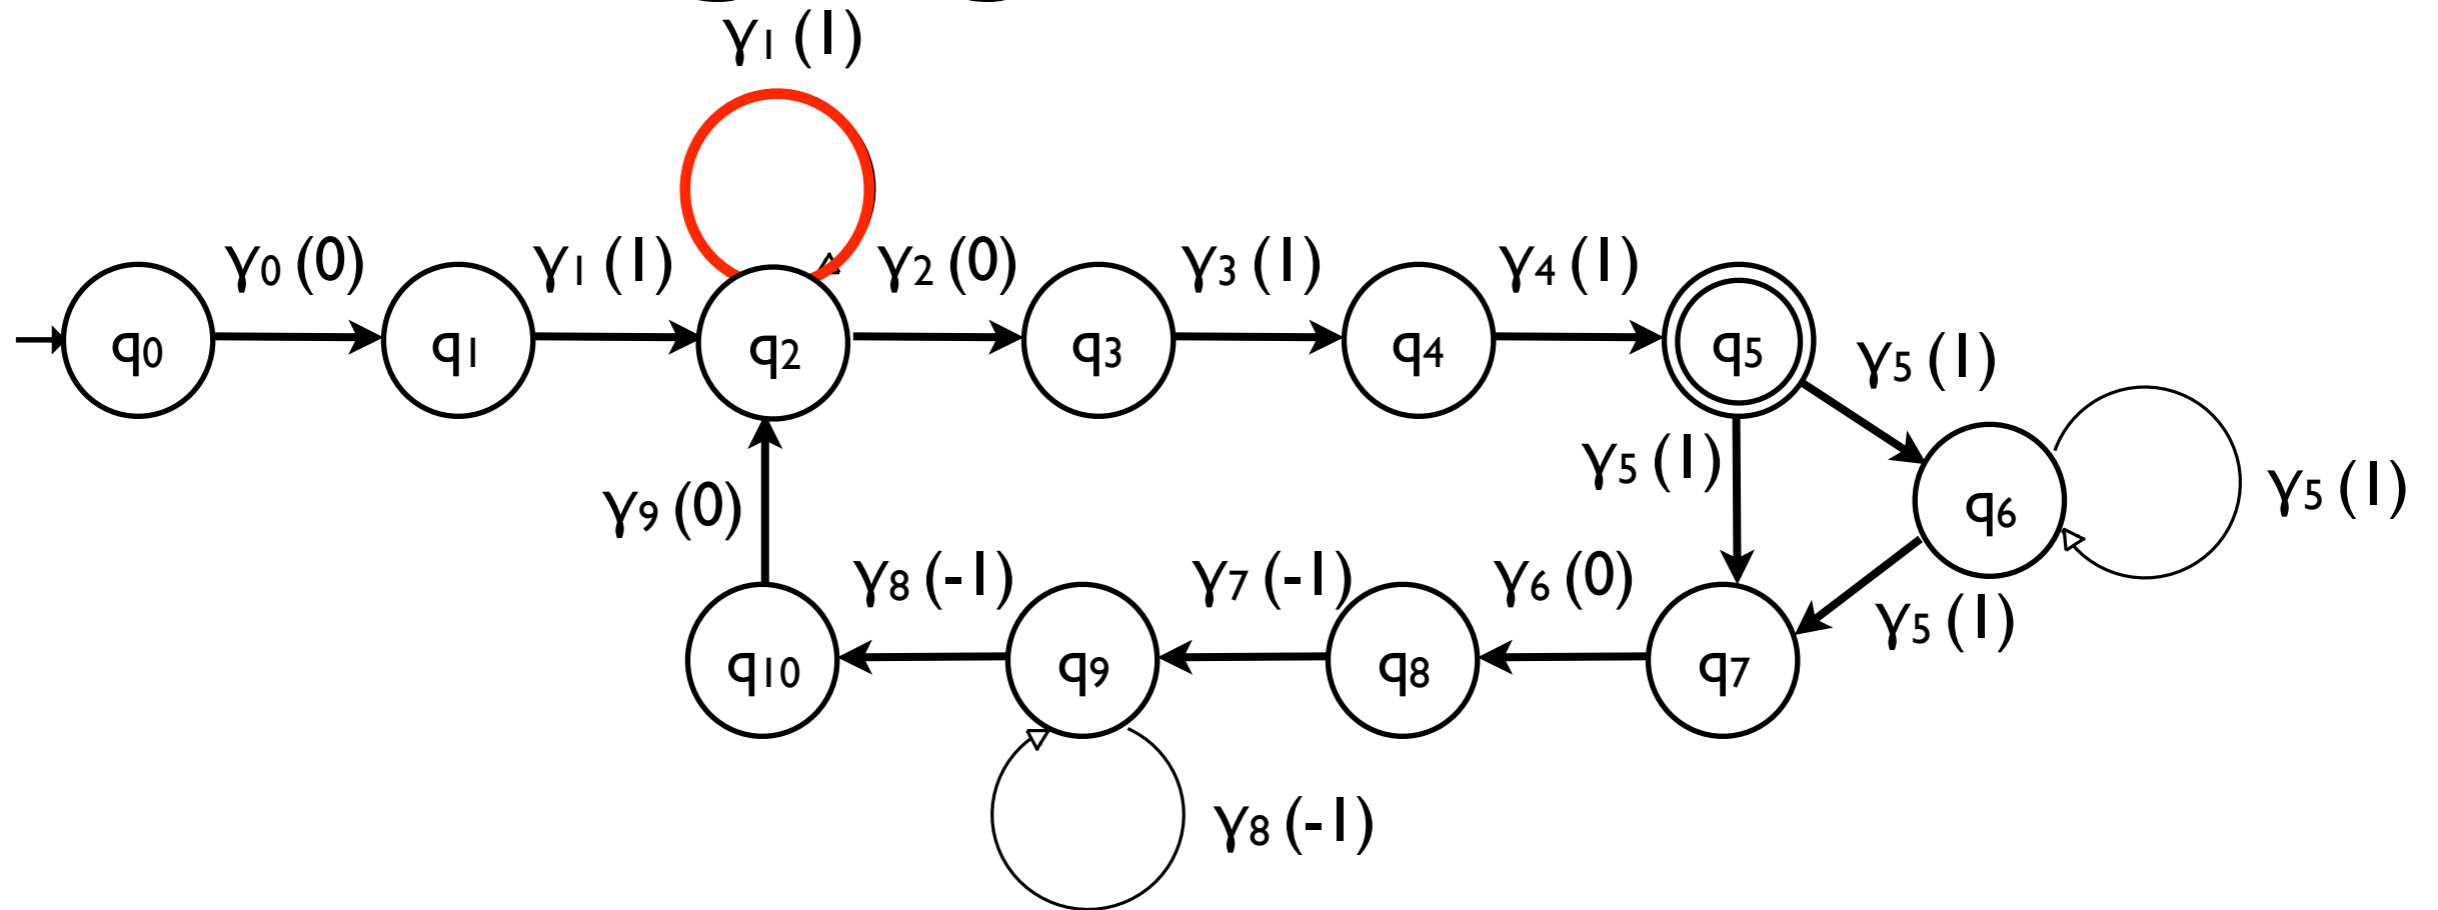 γ1 (1)
γ0 (0)
γ1 (1)
γ2 (0)
γ3 (1)
γ4 (1)
q0
q1
q2
q3
q4
q5
γ5 (1)
γ5 (1)
γ5 (1)
q6
γ9 (0)
γ8 (-1)
γ7 (-1)
γ6 (0)
γ5 (1)
q10
q9
q8
q7
γ8 (-1)